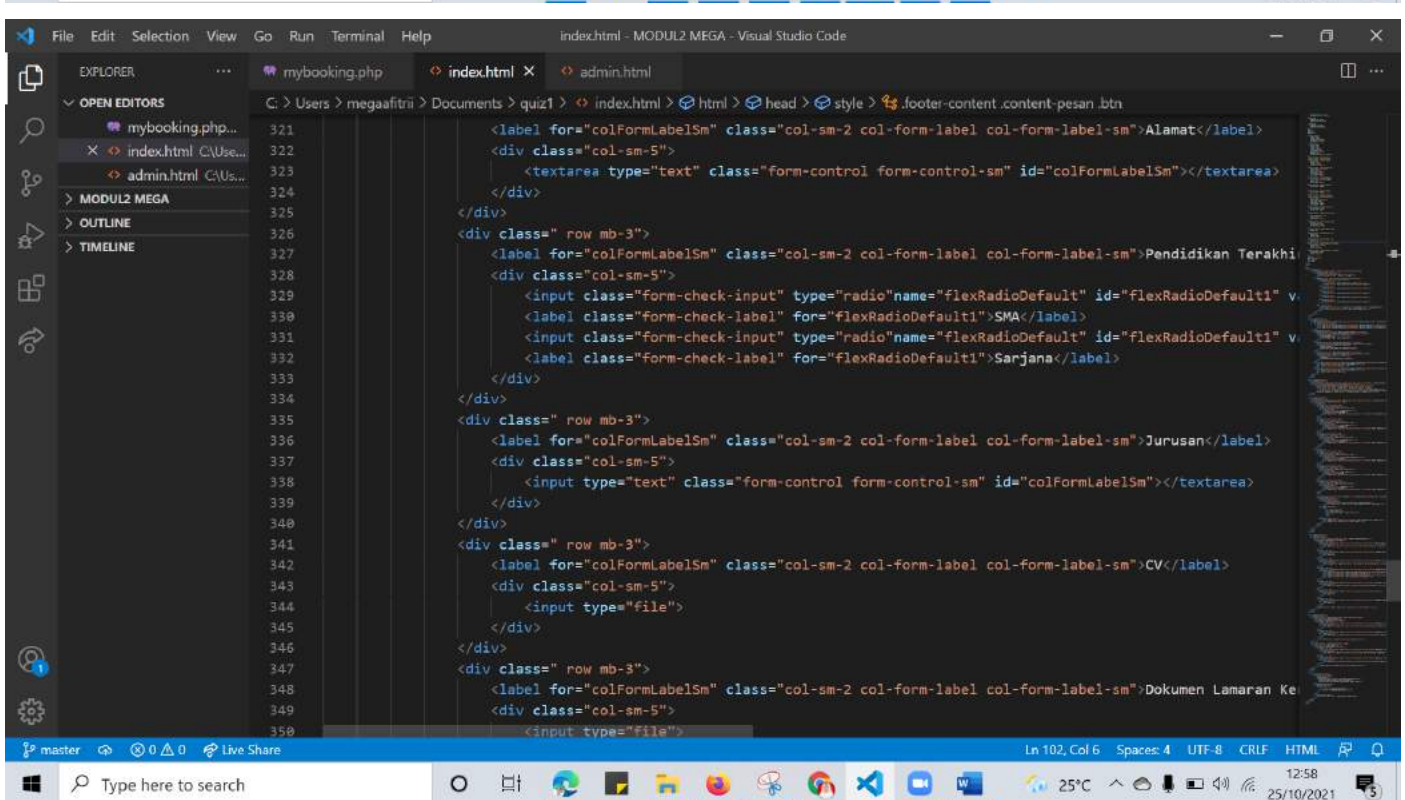 File Edit Selection View Go Run Terminal Help index.html - MODUL2 MEGA - Visual Studio Code
EXPLORER ... mybooking.php index.html admin.html
OPEN EDITORS
mybooking.php...
index.html C:\Use...
admin.html C:\Us...
MODUL2 MEGA
OUTLINE
TIMELINE
C: > Users > megaafitrii > Documents > quiz1 > index.html > html > head > style > .footer-content .content-pesan .btn
321 <label for="colFormLabelSm" class="col-sm-2 col-form-label col-form-label-sm">Alamat</label>
322 <div class="col-sm-5">
323 <textarea type="text" class="form-control form-control-sm" id="colFormLabelSm"></textarea>
324 </div>
325 </div>
326 <div class=" row mb-3">
327 <label for="colFormLabelSm" class="col-sm-2 col-form-label col-form-label-sm">Pendidikan Terakhi
328 <div class="col-sm-5">
329 <input class="form-check-input" type="radio"name="flexRadioDefault" id="flexRadioDefault1" v
330 <label class="form-check-label" for="flexRadioDefault1">SMA</label>
331 <input class="form-check-input" type="radio"name="flexRadioDefault" id="flexRadioDefault1" v
332 <label class="form-check-label" for="flexRadioDefault1">Sarjana</label>
333 </div>
334 </div>
335 <div class=" row mb-3">
336 <label for="colFormLabelSm" class="col-sm-2 col-form-label col-form-label-sm">Jurusan</label>
337 <div class="col-sm-5">
338 <input type="text" class="form-control form-control-sm" id="colFormLabelSm"></textarea>
339 </div>
340 </div>
341 <div class=" row mb-3">
342 <label for="colFormLabelSm" class="col-sm-2 col-form-label col-form-label-sm">CV</label>
343 <div class="col-sm-5">
344 <input type="file">
345 </div>
346 </div>
347 <div class=" row mb-3">
348 <label for="colFormLabelSm" class="col-sm-2 col-form-label col-form-label-sm">Dokumen Lamaran Ke
349 <div class="col-sm-5">
350 <input type="file">
master 0 0 Live Share Ln 102, Col 6 Spaces: 4 UTF-8 CRLF HTML
Type here to search 25°C 12:58
25/10/2021